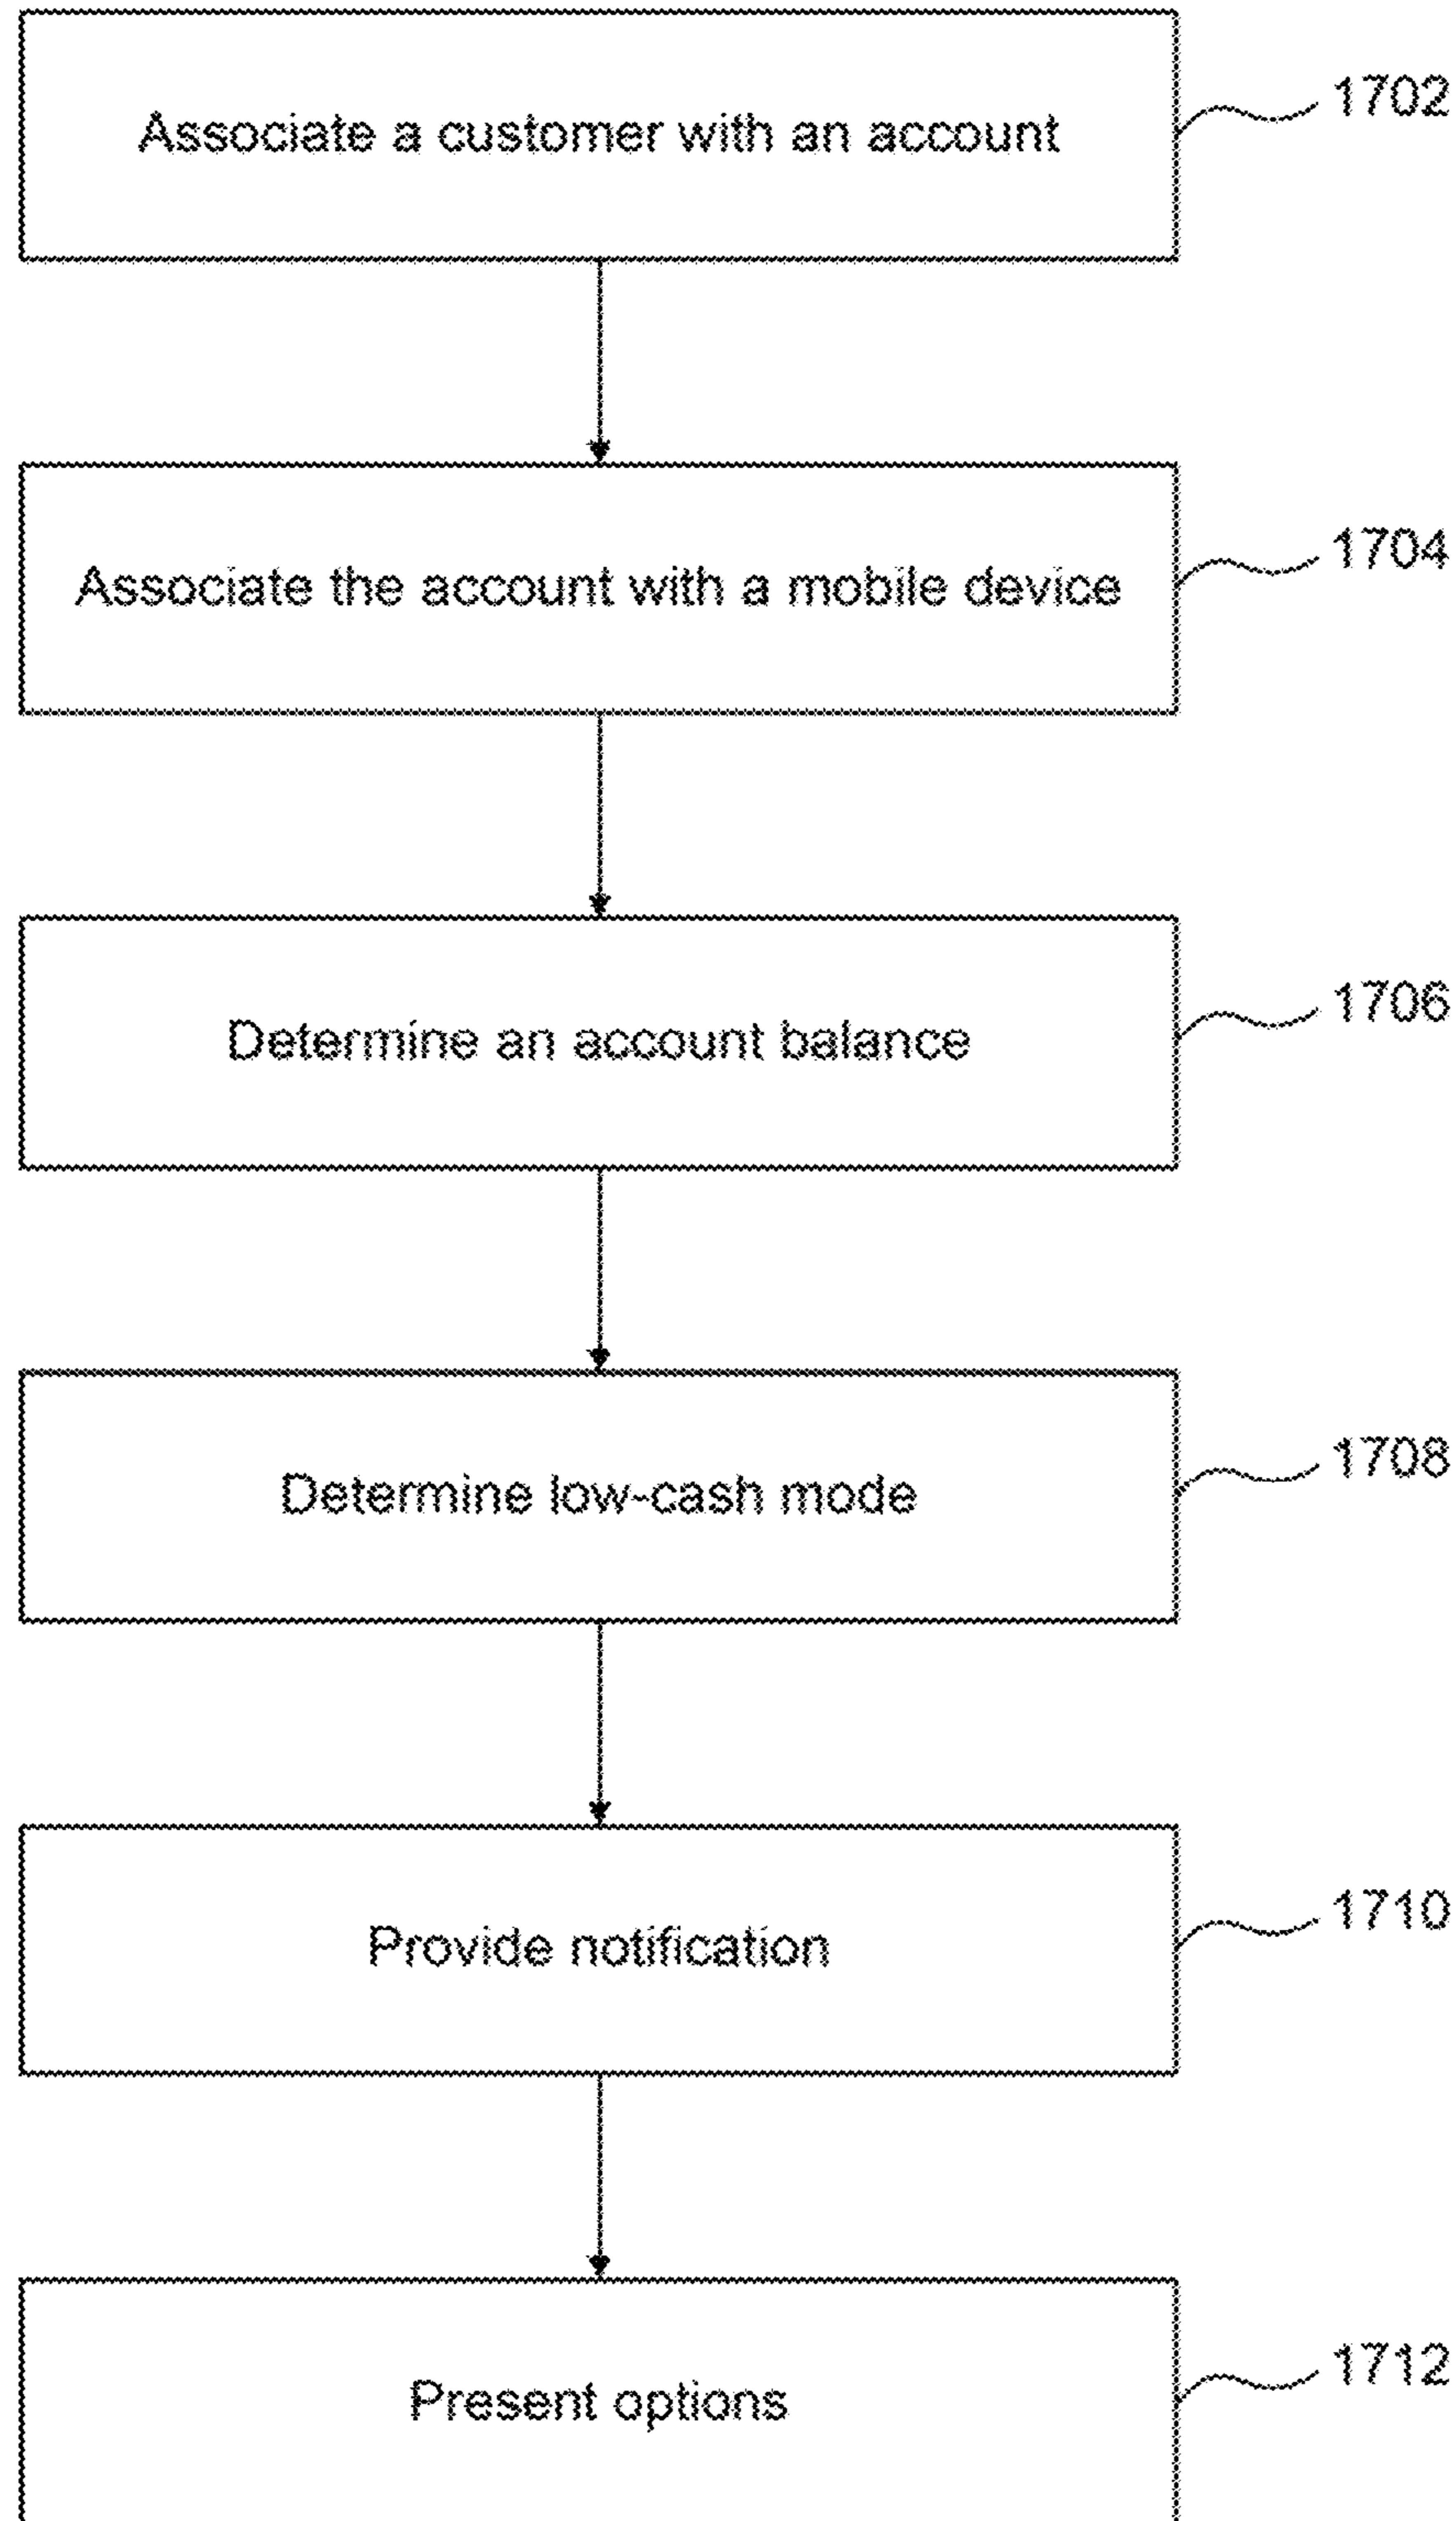 Associate a customer with an account
1702
Associate the account with a mobile device
1704
Determine an account balance
1706
Determine low-cash mode
1708
Provide notification
1710
Present options
1712